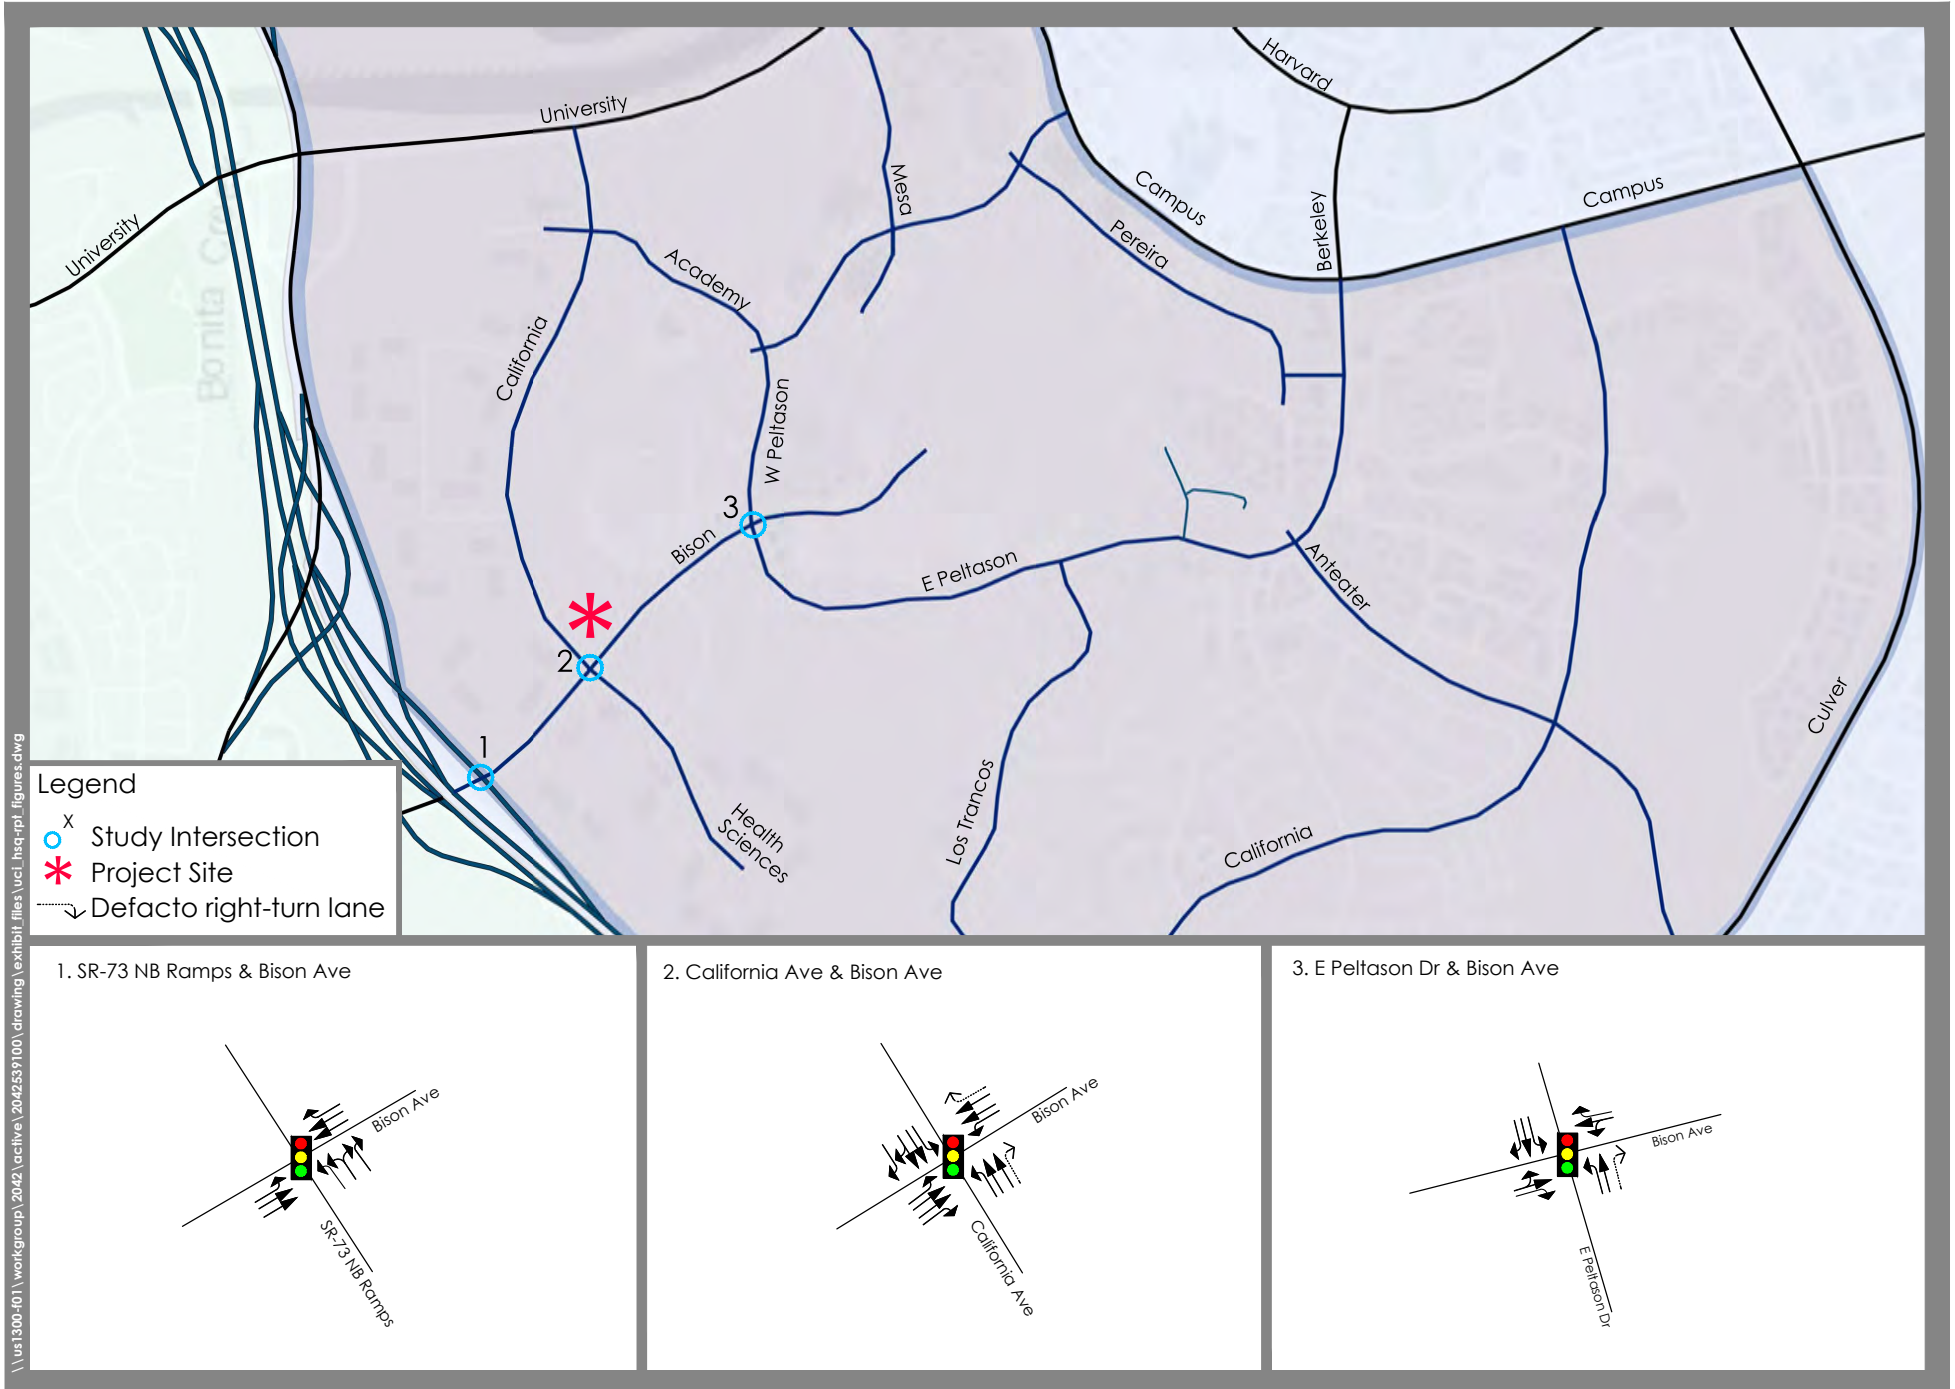 University
Harvard
University
Mesa
Campus
Campus
Pereira
Berkeley
Academy
Bonita
California
W Peltason
3
Bison
E Peltason
Anteater
2
1
Culver
Los Trancos
Health
Sciences
California
Legend
X
Study Intersection
Project Site
Defacto right-turn lane
\\us1300-f01\workgroup\2042\active\2042539100\drawing\exhibit_files\uci_hsq-rpt_figures.dwg
1. SR-73 NB Ramps & Bison Ave
Bison Ave
SR-73 NB Ramps
2. California Ave & Bison Ave
Bison Ave
California Ave
3. E Peltason Dr & Bison Ave
Bison Ave
E Peltason Dr